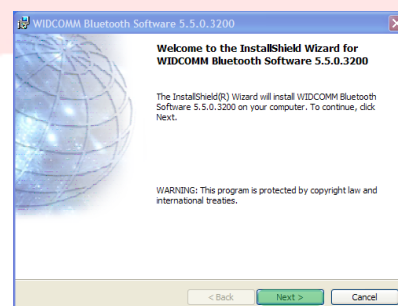 WIDCOMM Bluetooth Software 5.5.0.3200
Welcome to the InstallShield Wizard for
WIDCOMM Bluetooth Software 5.5.0.3200
The InstallShield(R) Wizard will install WIDCOMM Bluetooth
Software 5.5.0.3200 on your computer. To continue, click
Next.
WARNING: This program is protected by copyright law and
international treaties.
< Back Next > Cancel